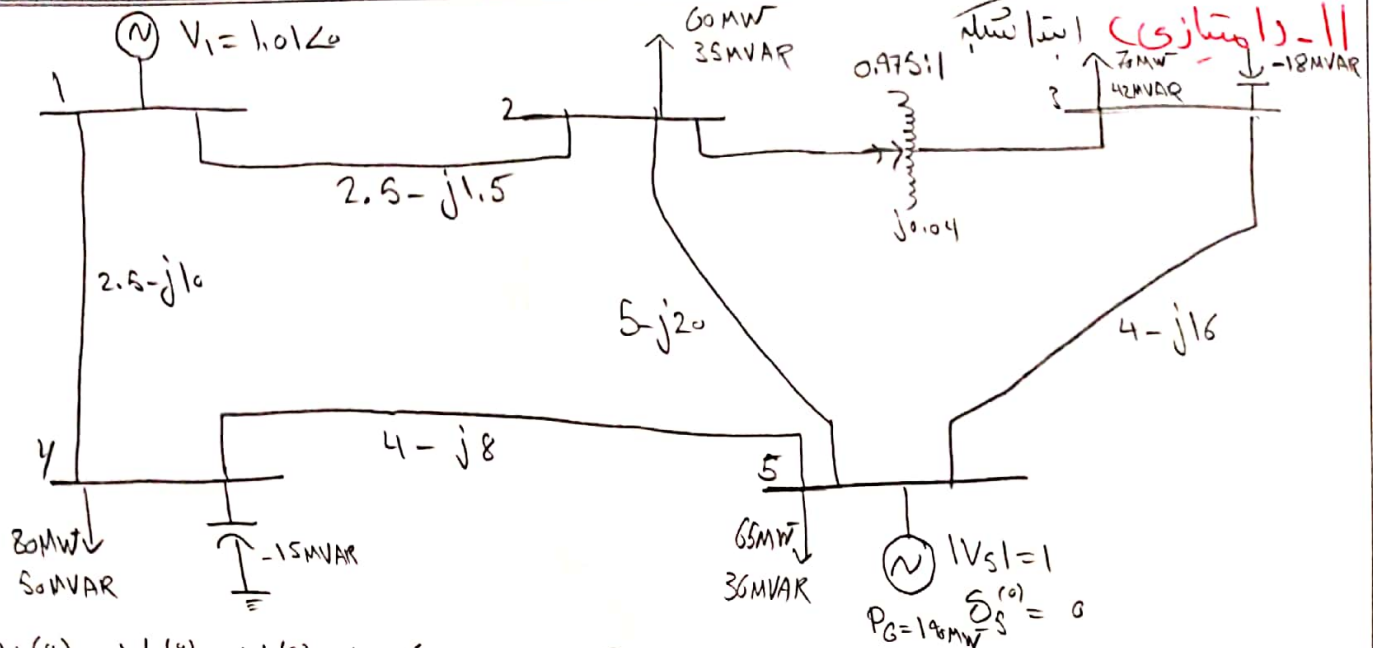 11 - (امتیازی) ابتدا شبکه
V₁ = 1.01∠0
60MW
35MVAR
0.975:1
70MW
42MVAR
-18MVAR
1
2
3
2.5 - j1.5
j0.04
2.5 - j10
5 - j20
4 - j16
4
4 - j8
5
80MW
50MVAR
-15MVAR
65MW
36MVAR
|V5| = 1
δ5⁽⁰⁾ = 0